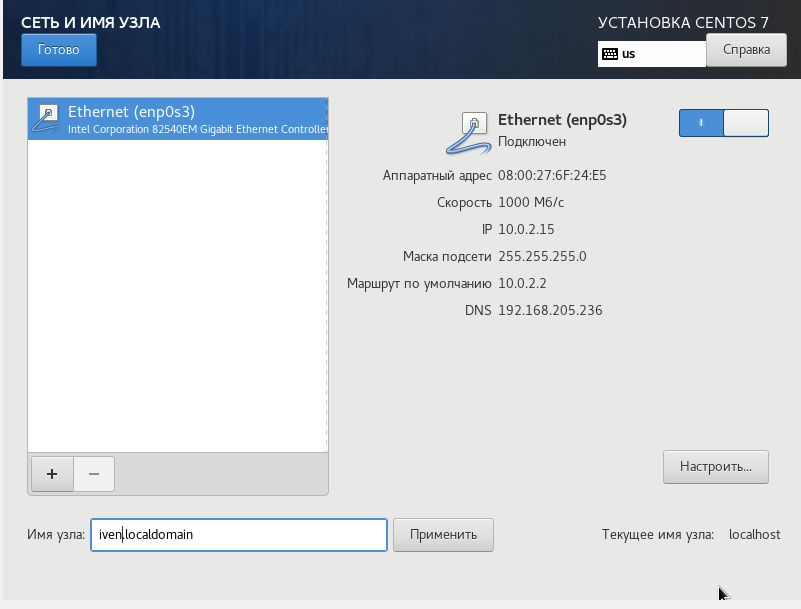 СЕТЬ И ИМЯ УЗЛА
УСТАНОВКА CENTOS 7
Готово
us
Справка
Ethernet (enp0s3)
Intel Corporation 82540EM Gigabit Ethernet Controller
Ethernet (enp0s3)
Подключен
Аппаратный адрес 08:00:27:6F:24:E5
Скорость 1000 Мб/с
IP 10.0.2.15
Маска подсети 255.255.255.0
Маршрут по умолчанию 10.0.2.2
DNS 192.168.205.236
Настроить...
Имя узла: iven.localdomain Применить Текущее имя узла: localhost